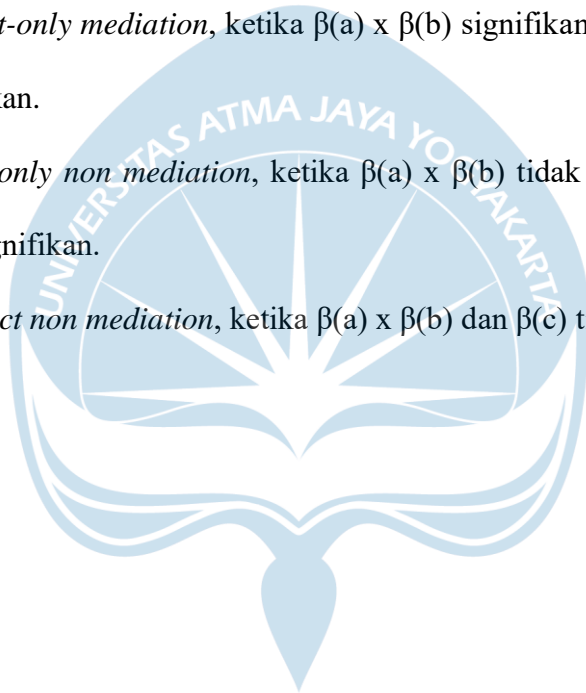 t-only mediation, ketika β(a) x β(b) signifikan
kan.
only non mediation, ketika β(a) x β(b) tidak
gnifikan.
ct non mediation, ketika β(a) x β(b) dan β(c) t
UNIVERSITAS ATMA JAYA YOGYAKARTA